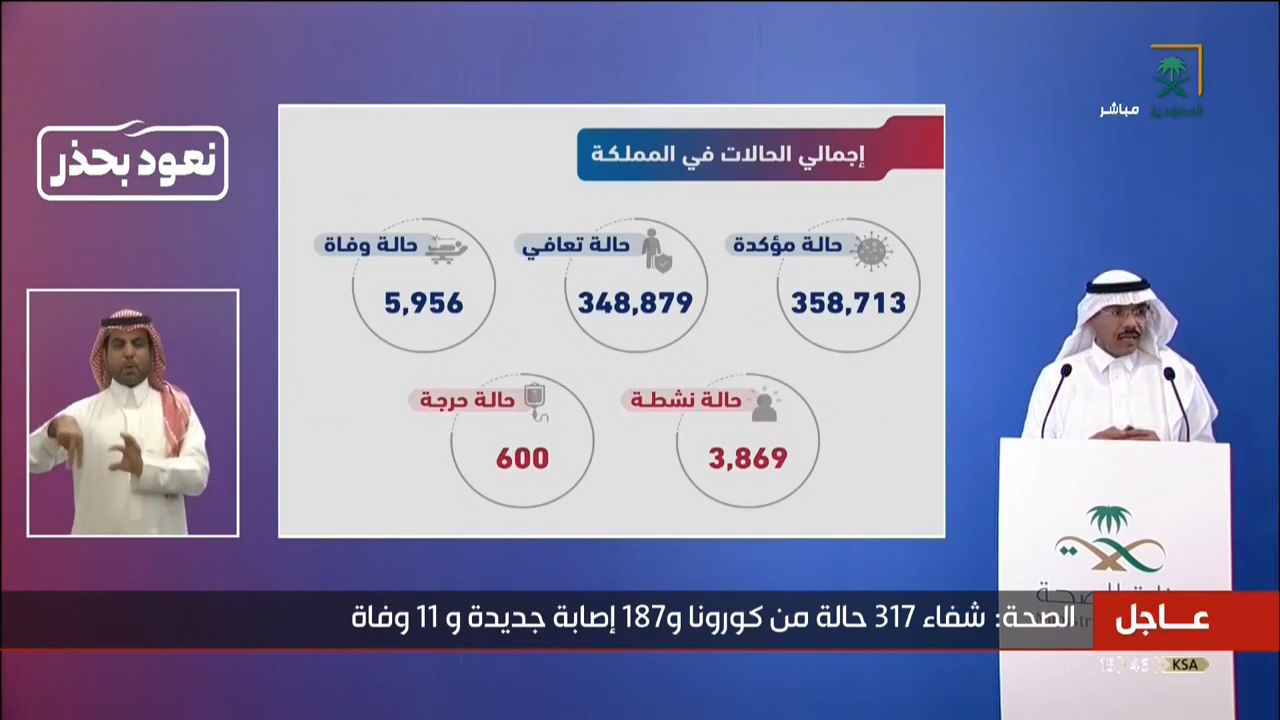 السعودية
مباشر
نعود بحذر
إجمالي الحالات في المملكة
حالة مؤكدة
358,713
حالة تعافي
348,879
حالة وفاة
5,956
حالة نشطة
3,869
حالة حرجة
600
عـاجل
الصحة: شفاء 317 حالة من كورونا و187 إصابة جديدة و 11 وفاة
KSA